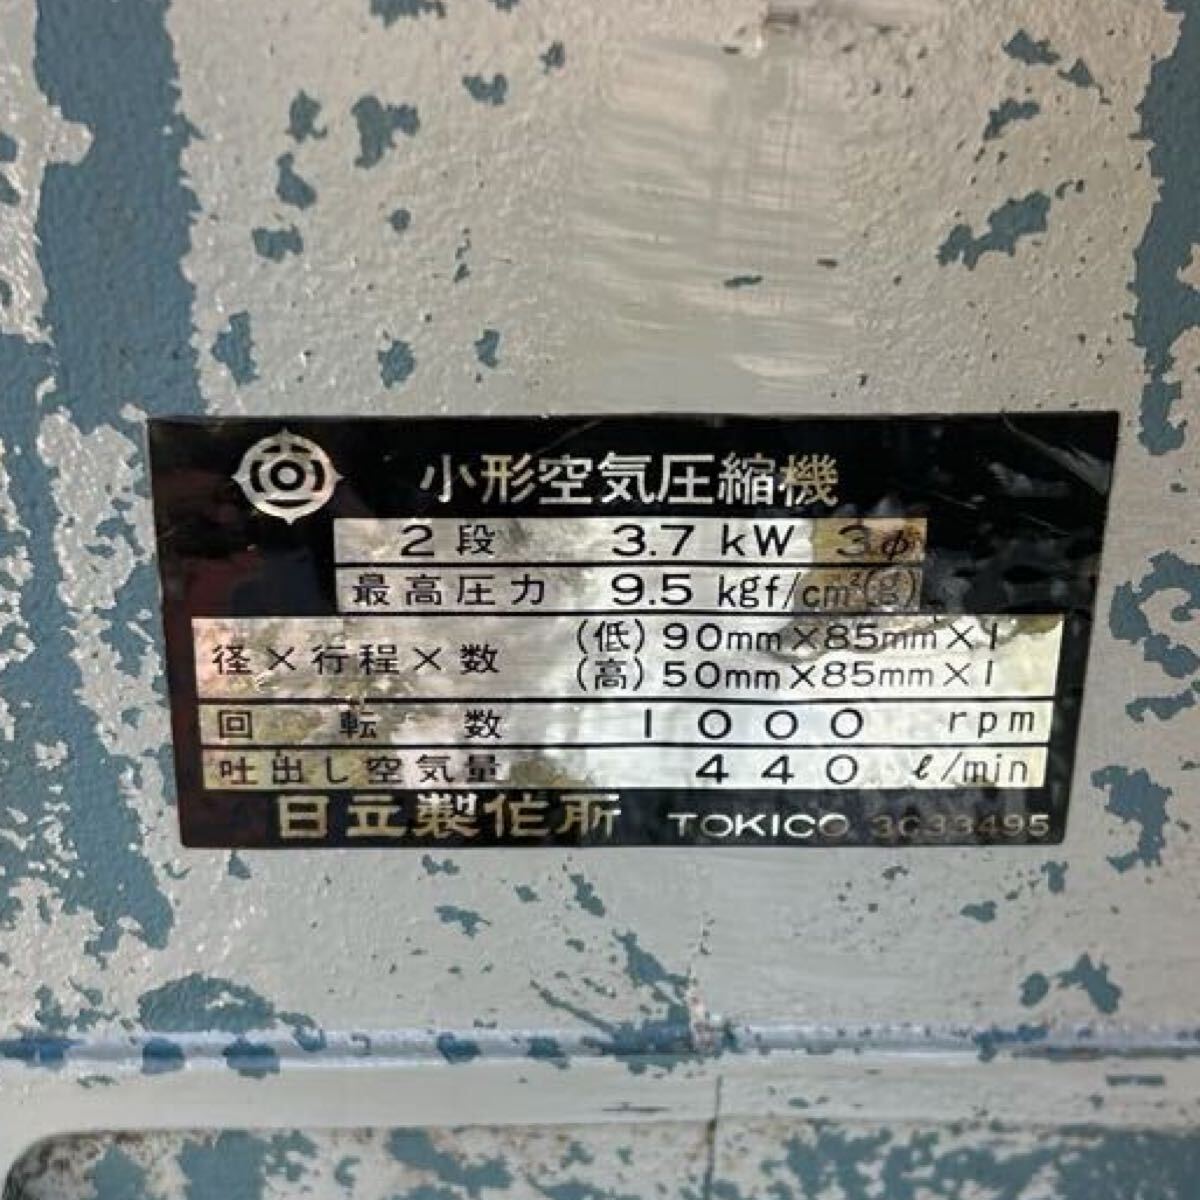 小形空気圧縮機
2段 3.7 kW 3φ
最高圧力 9.5 kgf/cm²(g)
径×行程×数 (低) 90mm×85mm×1
(高) 50mm×85mm×1
回転数 1000 rpm
吐出し空気量 440 ℓ/min
日立製作所 TOKICO 3C33495